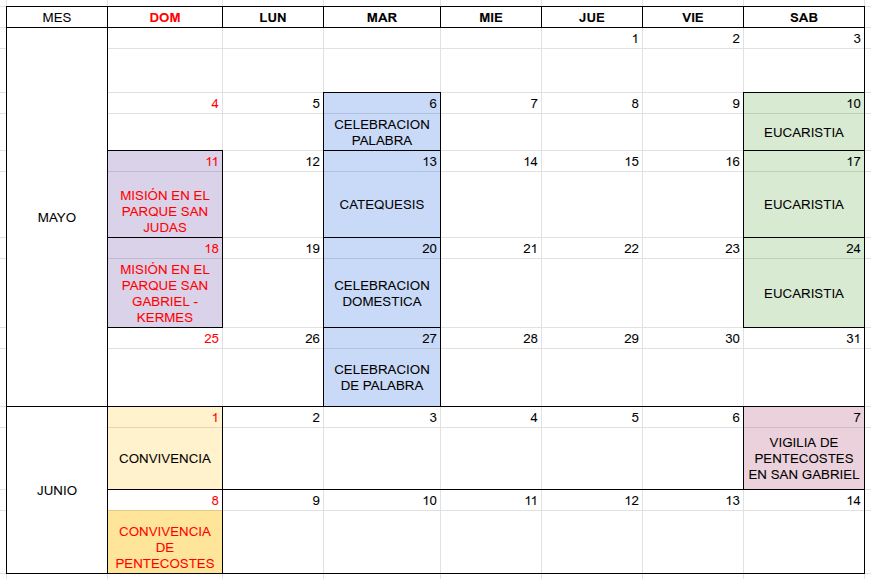 MES DOM LUN MAR MIE JUE VIE SAB
1 2 3
4 5 6 7 8 9 10
CELEBRACION
PALABRA
EUCARISTIA
11 12 13 14 15 16 17
MISIÓN EN EL
PARQUE SAN
JUDAS
CATEQUESIS
EUCARISTIA
MAYO
18 19 20 21 22 23 24
MISIÓN EN EL
PARQUE SAN
GABRIEL -
KERMES
CELEBRACION
DOMESTICA
EUCARISTIA
25 26 27 28 29 30 31
CELEBRACION
DE PALABRA
1 2 3 4 5 6 7
CONVIVENCIA
VIGILIA DE
PENTECOSTES
EN SAN GABRIEL
JUNIO
8 9 10 11 12 13 14
CONVIVENCIA
DE
PENTECOSTES